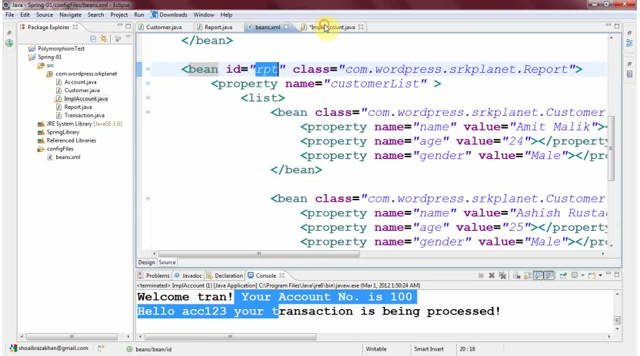 Java - Spring-01/configFiles/beans.xml - Eclipse
File Edit Navigate Search Project Run Downloads Window Help
Package Explorer
PolymorphismTest
Spring-01
src
com.wordpress.srkplanet
Account.java
Customer.java
ImplAccount.java
Report.java
Transaction.java
JRE System Library [JavaSE-1.6]
SpringLibrary
Referenced Libraries
configFiles
beans.xml
Customer.java Report.java beans.xml *ImplAccount.java
</bean>
<bean id="rpt" class="com.wordpress.srkplanet.Report">
<property name="customerList" >
<list>
<bean class="com.wordpress.srkplanet.Customer
<property name="name" value="Amit Malik"><
<property name="age" value="24"></property
<property name="gender" value="Male"></pro
</bean>
<bean class="com.wordpress.srkplanet.Customer
<property name="name" value="Ashish Rusta
<property name="age" value="25"></property
<property name="gender" value="Male"></pro
Design Source
Problems Javadoc Declaration Console
<terminated> ImplAccount [Java Application] C:\Program Files\Java\jre6\bin\javaw.exe (Mar 1, 2012 1:50:24 AM)
Welcome tran! Your Account No. is 100
Hello acc123 your transaction is being processed!
shoaibrazakhan@gmail.com
beans/bean/id
Writable Smart Insert 20 : 18